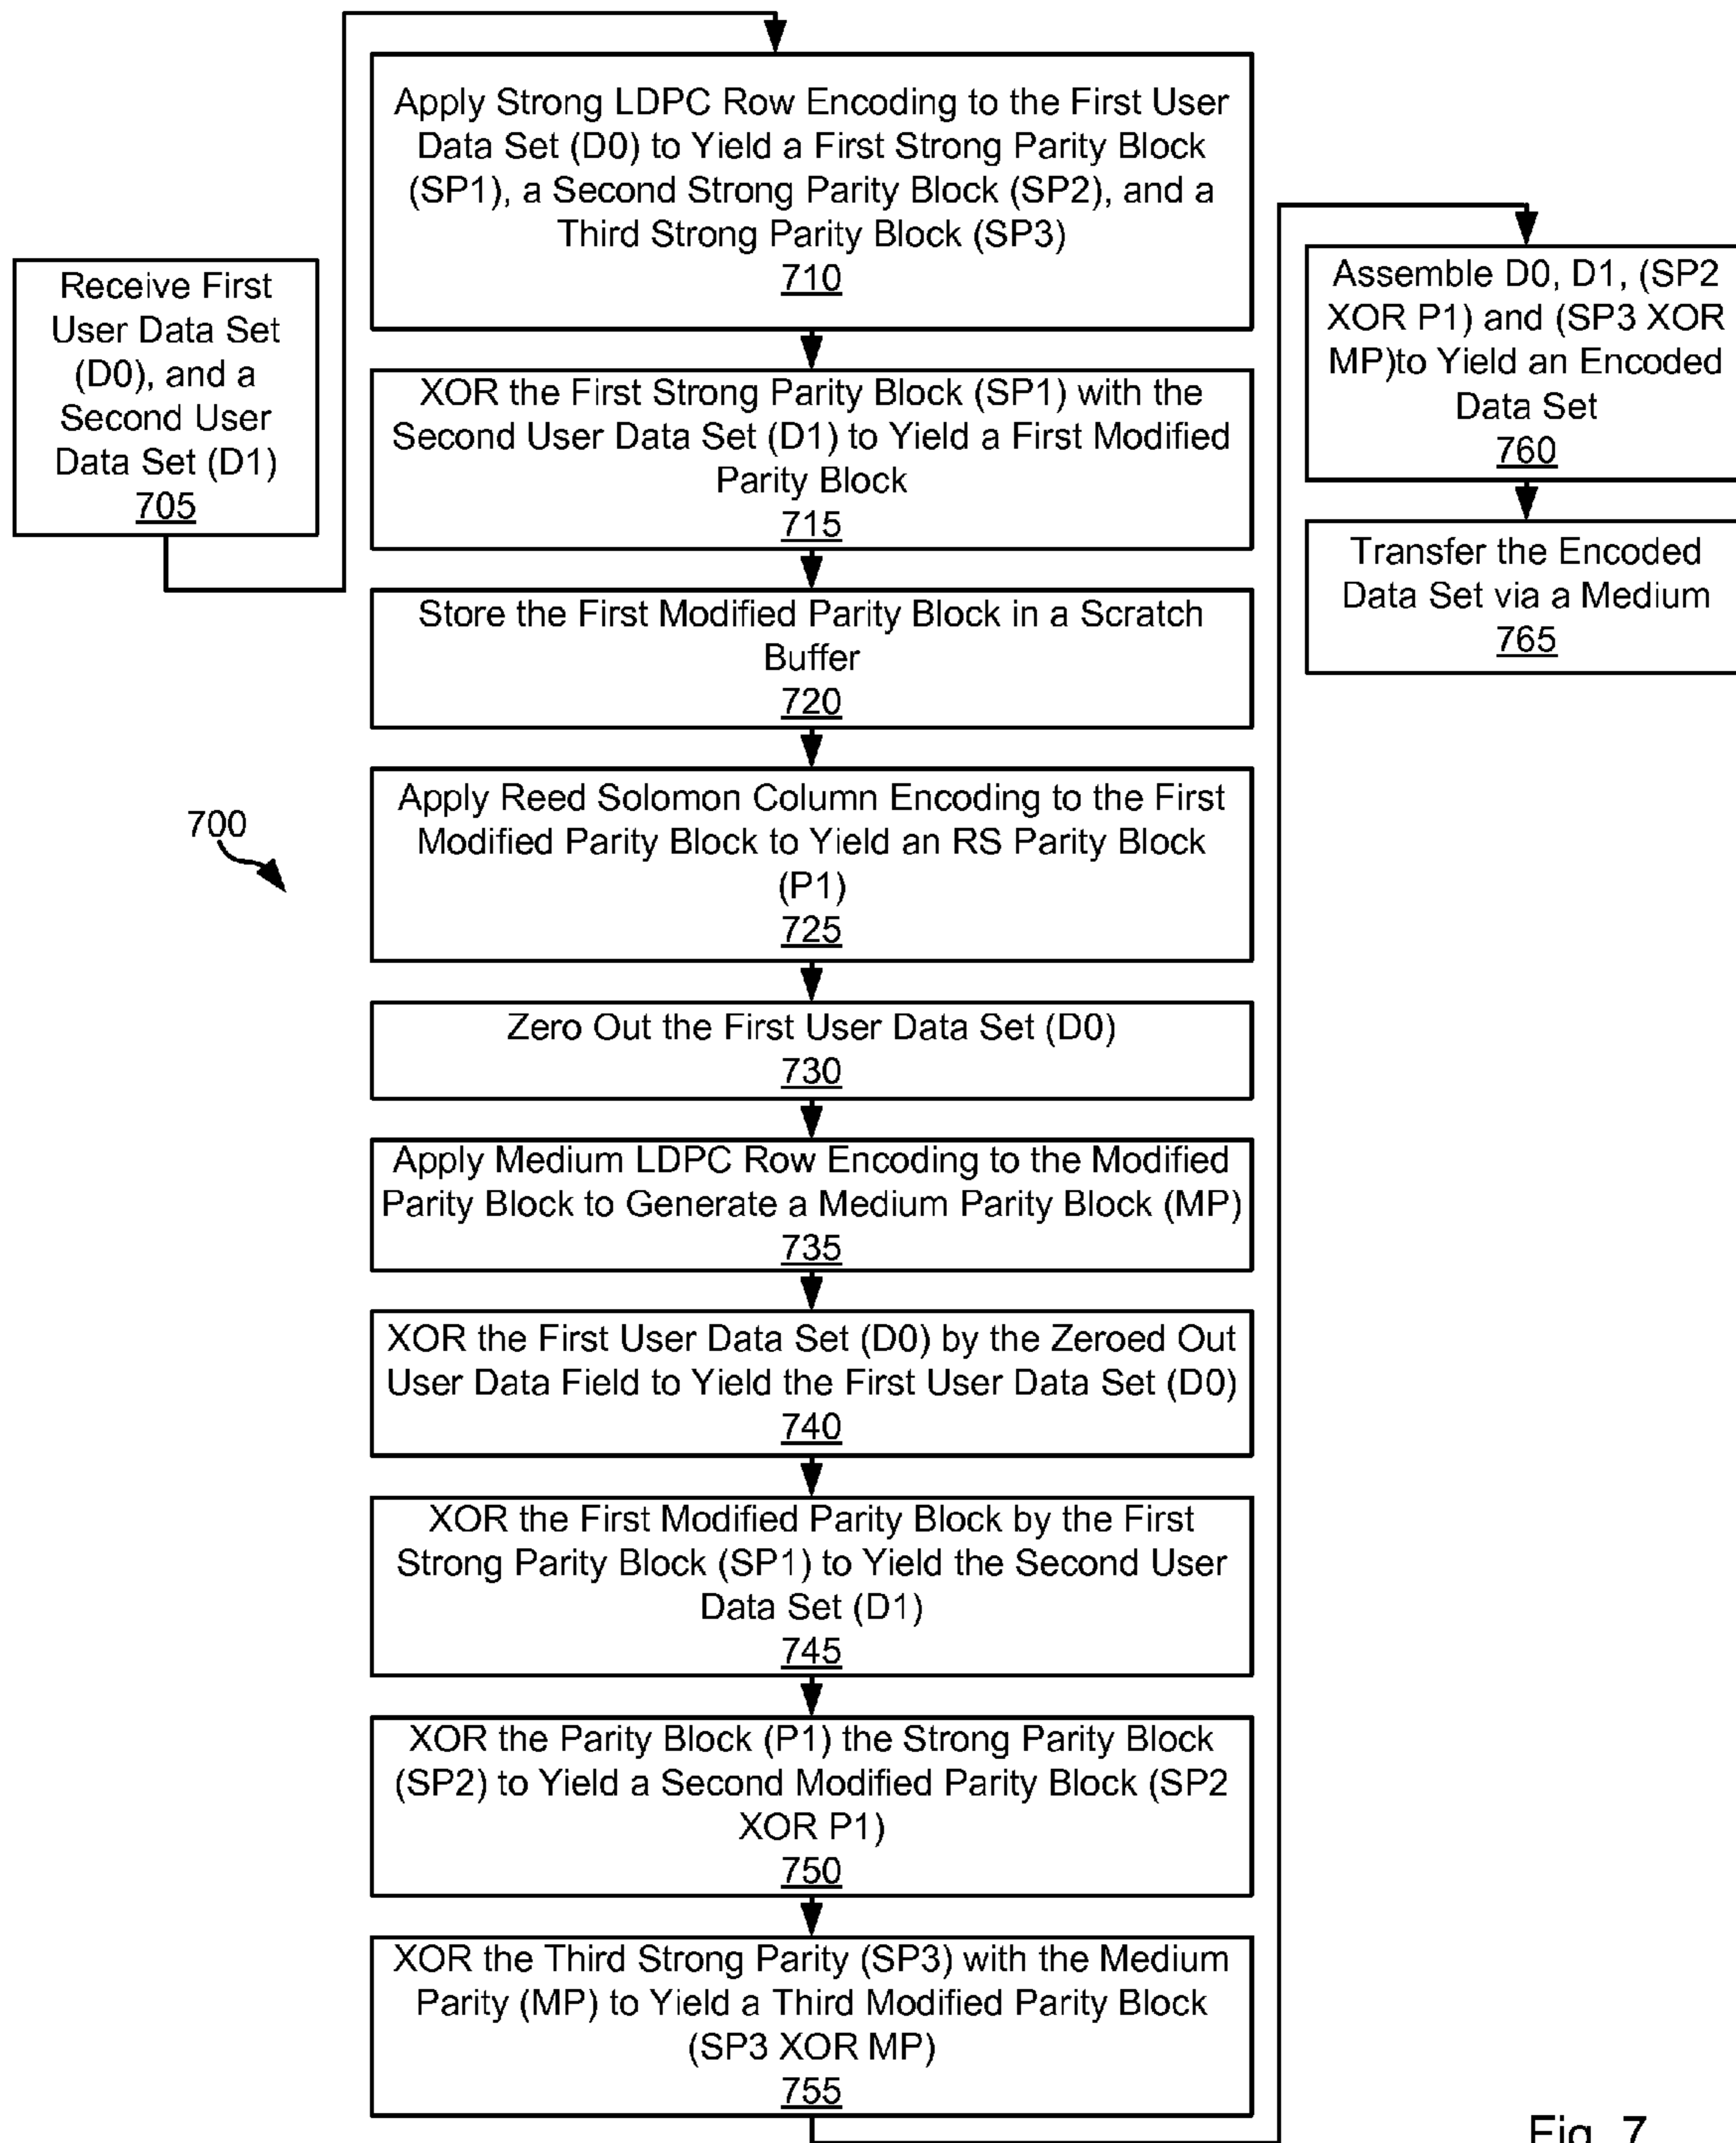 Receive First
User Data Set
(D0), and a
Second User
Data Set (D1)
705
Apply Strong LDPC Row Encoding to the First User
Data Set (D0) to Yield a First Strong Parity Block
(SP1), a Second Strong Parity Block (SP2), and a
Third Strong Parity Block (SP3)
710
XOR the First Strong Parity Block (SP1) with the
Second User Data Set (D1) to Yield a First Modified
Parity Block
715
Store the First Modified Parity Block in a Scratch
Buffer
720
Apply Reed Solomon Column Encoding to the First
Modified Parity Block to Yield an RS Parity Block
(P1)
725
700
Zero Out the First User Data Set (D0)
730
Apply Medium LDPC Row Encoding to the Modified
Parity Block to Generate a Medium Parity Block (MP)
735
XOR the First User Data Set (D0) by the Zeroed Out
User Data Field to Yield the First User Data Set (D0)
740
XOR the First Modified Parity Block by the First
Strong Parity Block (SP1) to Yield the Second User
Data Set (D1)
745
XOR the Parity Block (P1) the Strong Parity Block
(SP2) to Yield a Second Modified Parity Block (SP2
XOR P1)
750
XOR the Third Strong Parity (SP3) with the Medium
Parity (MP) to Yield a Third Modified Parity Block
(SP3 XOR MP)
755
Assemble D0, D1, (SP2
XOR P1) and (SP3 XOR
MP)to Yield an Encoded
Data Set
760
Transfer the Encoded
Data Set via a Medium
765
Fig. 7